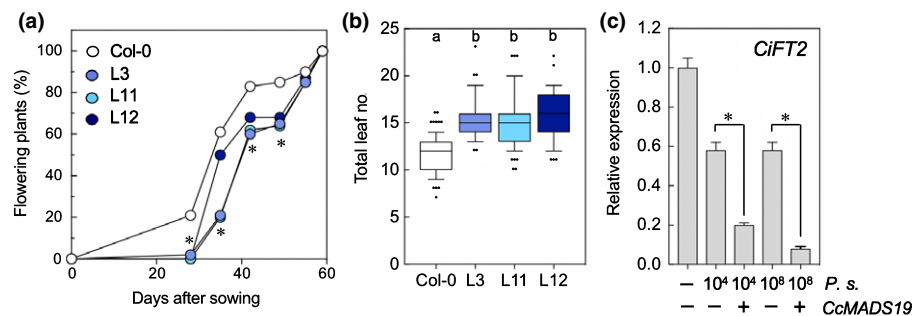 (a)
Flowering plants (%)
100
80
60
40
20
0
Col-0
L3
L11
L12
*
*
*
*
0 20 40 60
Days after sowing
(b)
Total leaf no.
25
20
15
10
5
0
a b b b
Col-0 L3 L11 L12
(c)
Relative expression
1.2
1.0
0.8
0.6
0.4
0.2
0.0
CiFT2
* *
– 10⁴ 10⁴ 10⁸ 10⁸ P. s.
– – + – + CcMADS19